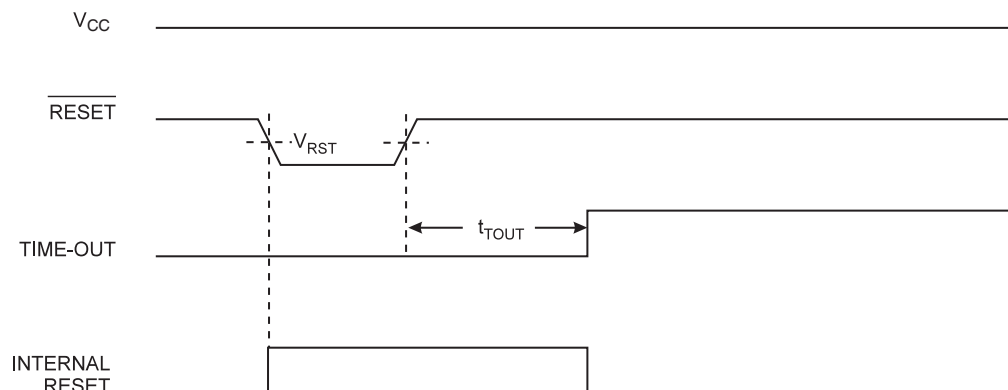 VCC
RESET
VRST
tTOUT
TIME-OUT
INTERNAL
RESET